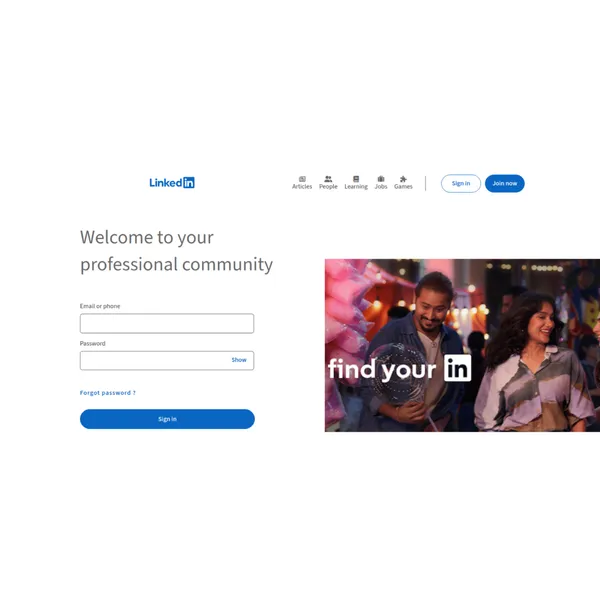 Linkedin
Articles People Learning Jobs Games Sign in Join now
Welcome to your
professional community
Email or phone
Password
Show
Forgot password ?
Sign in
find your in